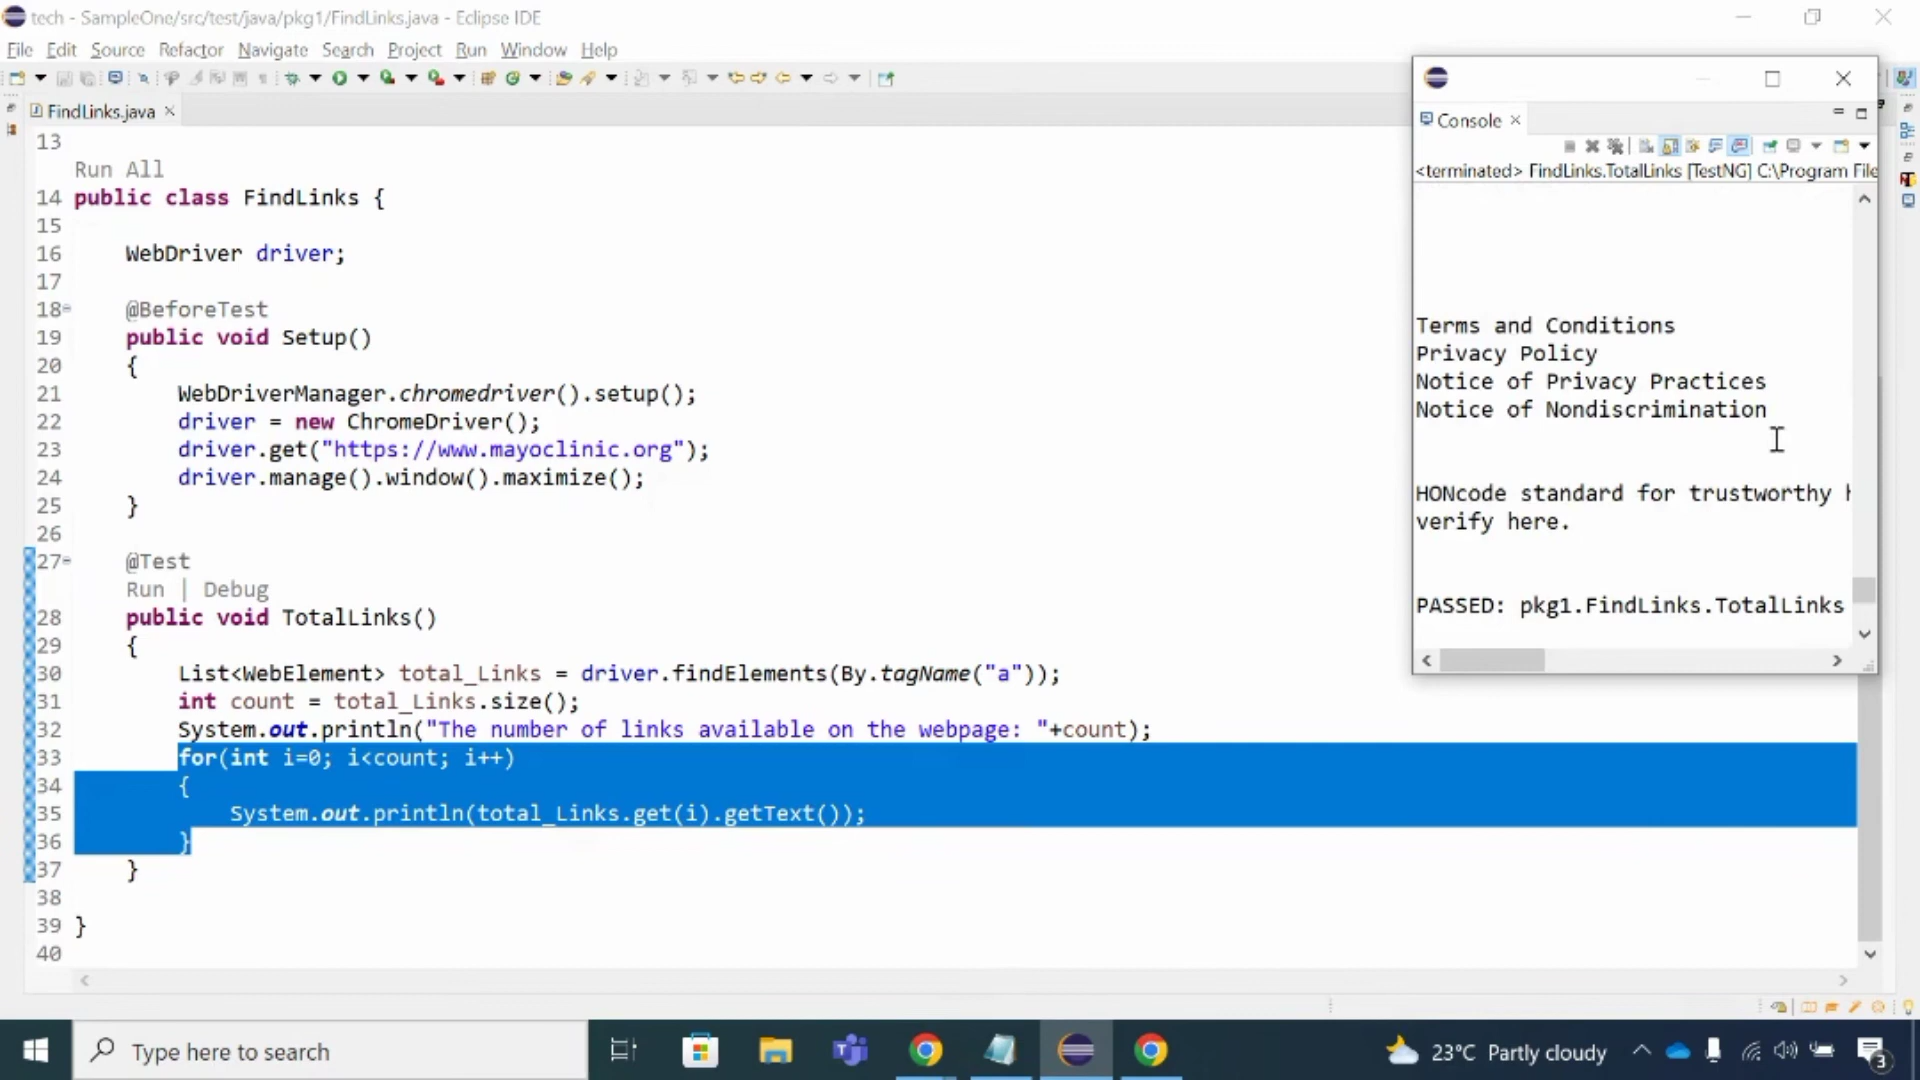 tech - SampleOne/src/test/java/pkg1/FindLinks.java - Eclipse IDE
File Edit Source Refactor Navigate Search Project Run Window Help
FindLinks.java
13
Run All
14 public class FindLinks {
15
16 WebDriver driver;
17
18 @BeforeTest
19 public void Setup()
20 {
21 WebDriverManager.chromedriver().setup();
22 driver = new ChromeDriver();
23 driver.get("https://www.mayoclinic.org");
24 driver.manage().window().maximize();
25 }
26
27 @Test
Run | Debug
28 public void TotalLinks()
29 {
30 List<WebElement> total_Links = driver.findElements(By.tagName("a"));
31 int count = total_Links.size();
32 System.out.println("The number of links available on the webpage: "+count);
33 for(int i=0; i<count; i++)
34 {
35 System.out.println(total_Links.get(i).getText());
36 }
37 }
38
39 }
40
Console
<terminated> FindLinks.TotalLinks [TestNG] C:\Program File
Terms and Conditions
Privacy Policy
Notice of Privacy Practices
Notice of Nondiscrimination
HONcode standard for trustworthy h
verify here.
PASSED: pkg1.FindLinks.TotalLinks
Type here to search
23°C Partly cloudy
3